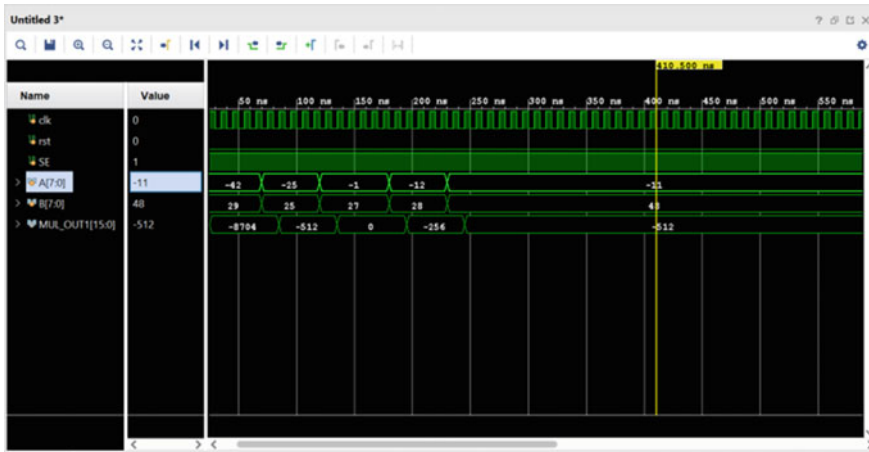 Untitled 3*
? X
410.500 ns
Name Value 50 ns 100 ns 150 ns 200 ns 250 ns 300 ns 350 ns 400 ns 450 ns 500 ns 550 ns
clk 0
rst 0
SE 1
> A[7:0] -11 -42 -25 -1 -12 -11
> B[7:0] 48 29 25 27 28 48
> MUL_OUT1[15:0] -512 -8704 -512 0 -256 -512